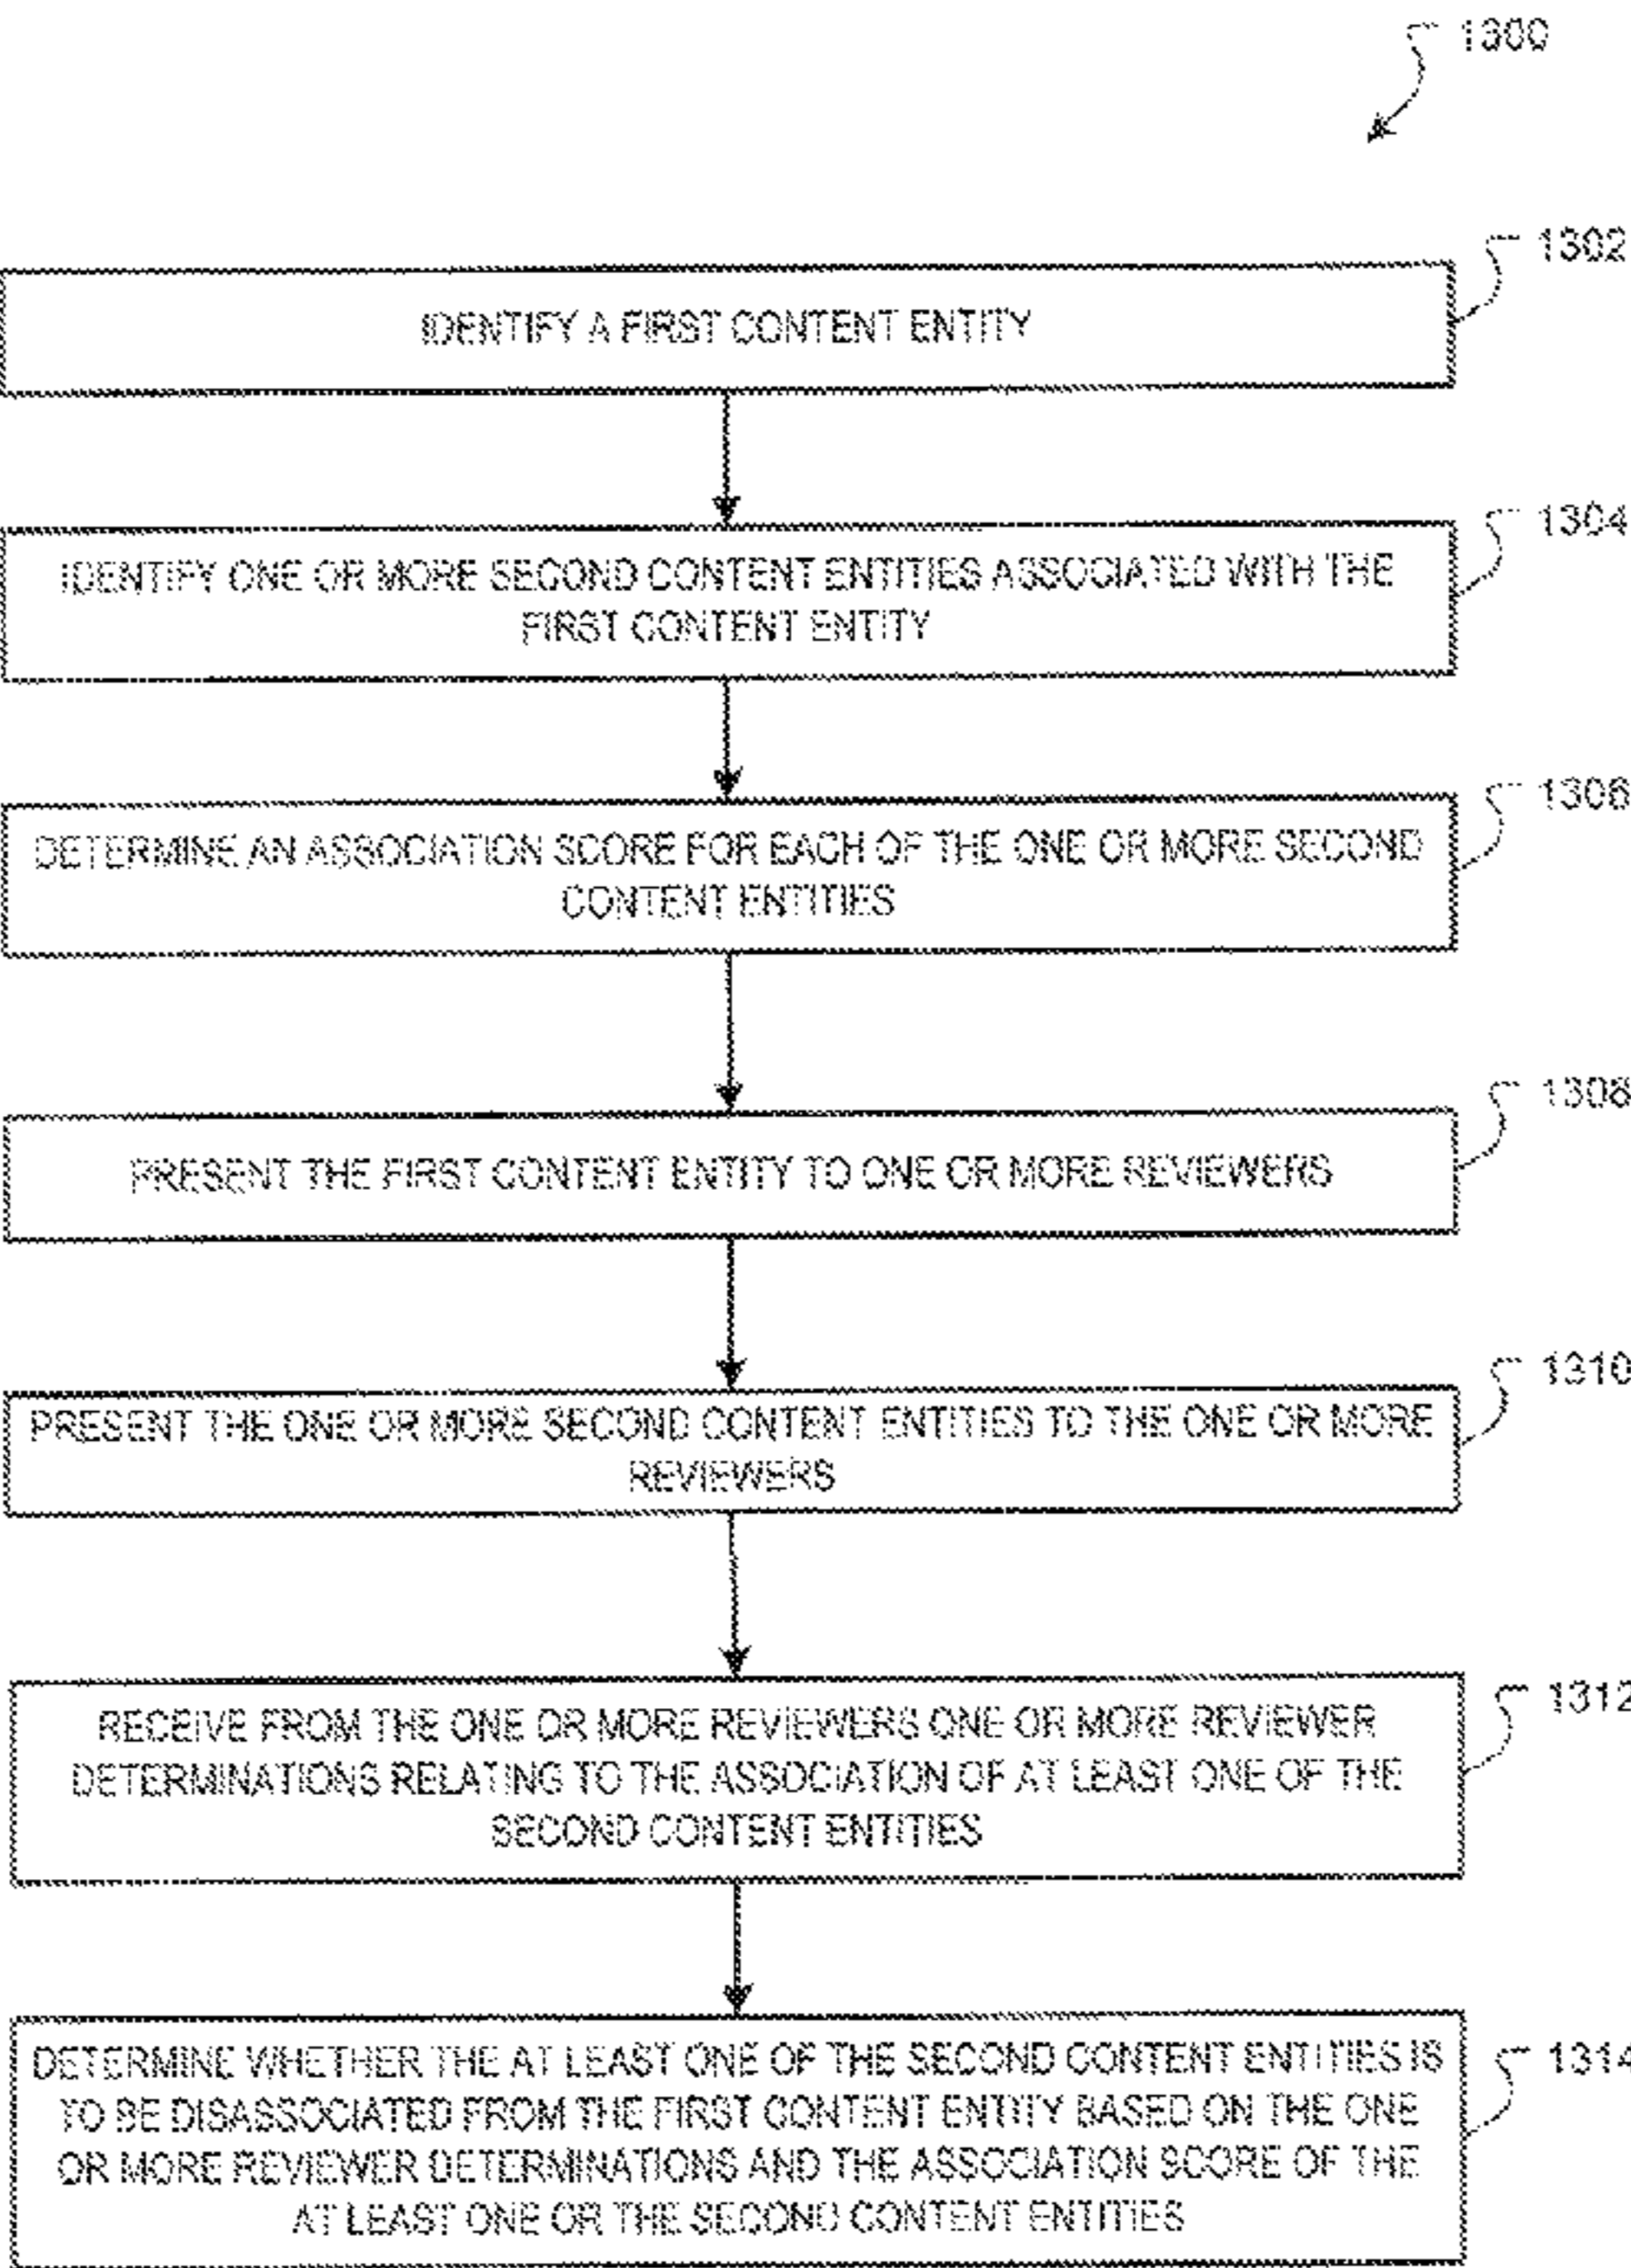 1300
1302
IDENTIFY A FIRST CONTENT ENTITY
1304
IDENTIFY ONE OR MORE SECOND CONTENT ENTITIES ASSOCIATED WITH THE
FIRST CONTENT ENTITY
1306
DETERMINE AN ASSOCIATION SCORE FOR EACH OF THE ONE OR MORE SECOND
CONTENT ENTITIES
1308
PRESENT THE FIRST CONTENT ENTITY TO ONE OR MORE REVIEWERS
1310
PRESENT THE ONE OR MORE SECOND CONTENT ENTITIES TO THE ONE OR MORE
REVIEWERS
1312
RECEIVE FROM THE ONE OR MORE REVIEWERS ONE OR MORE REVIEWER
DETERMINATIONS RELATING TO THE ASSOCIATION OF AT LEAST ONE OF THE
SECOND CONTENT ENTITIES
1314
DETERMINE WHETHER THE AT LEAST ONE OF THE SECOND CONTENT ENTITIES IS
TO BE DISASSOCIATED FROM THE FIRST CONTENT ENTITY BASED ON THE ONE
OR MORE REVIEWER DETERMINATIONS AND THE ASSOCIATION SCORE OF THE
AT LEAST ONE OR THE SECOND CONTENT ENTITIES